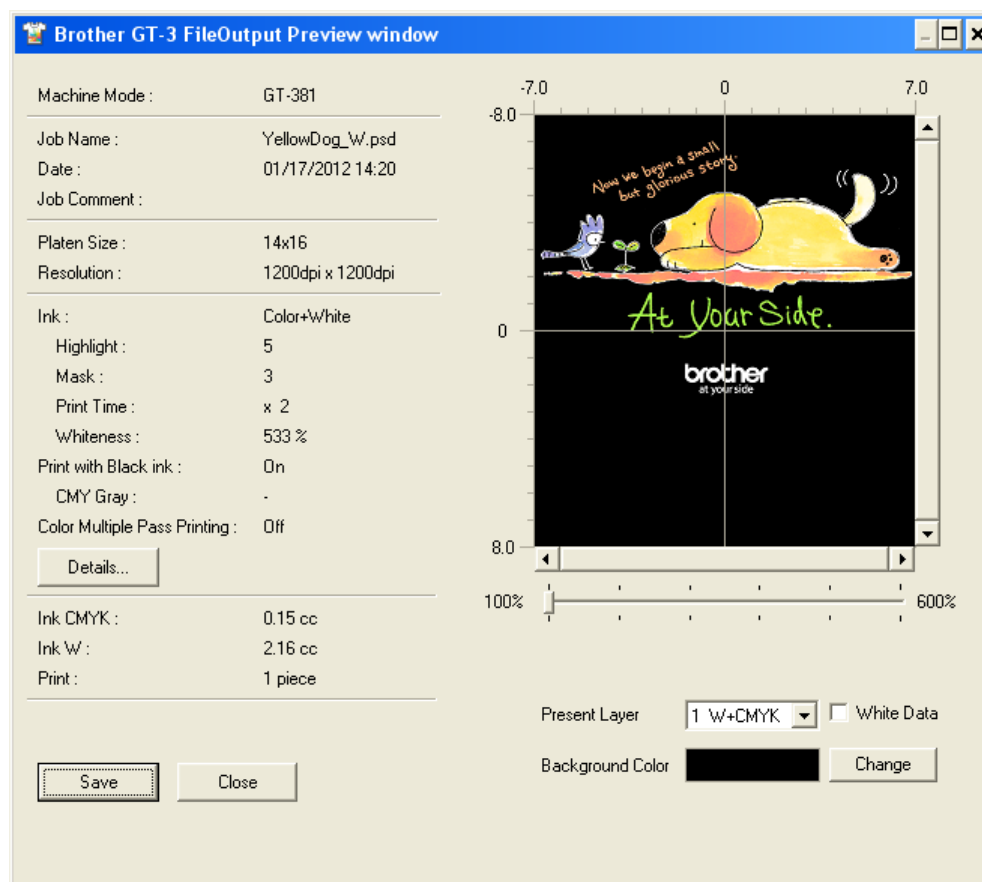 Brother GT-3 FileOutput Preview window
Machine Mode : GT-381
Job Name : YellowDog_W.psd
Date : 01/17/2012 14:20
Job Comment :
Platen Size : 14x16
Resolution : 1200dpi x 1200dpi
Ink : Color+White
Highlight : 5
Mask : 3
Print Time : x 2
Whiteness : 533 %
Print with Black ink : On
CMY Gray : -
Color Multiple Pass Printing : Off
Details...
Ink CMYK : 0.15 cc
Ink W : 2.16 cc
Print : 1 piece
Save Close
-7.0 0 7.0
-8.0
Now we begin a small
but glorious story.
At Your Side.
0
brother
at your side
8.0
100% 600%
Present Layer 1 W+CMYK White Data
Background Color Change